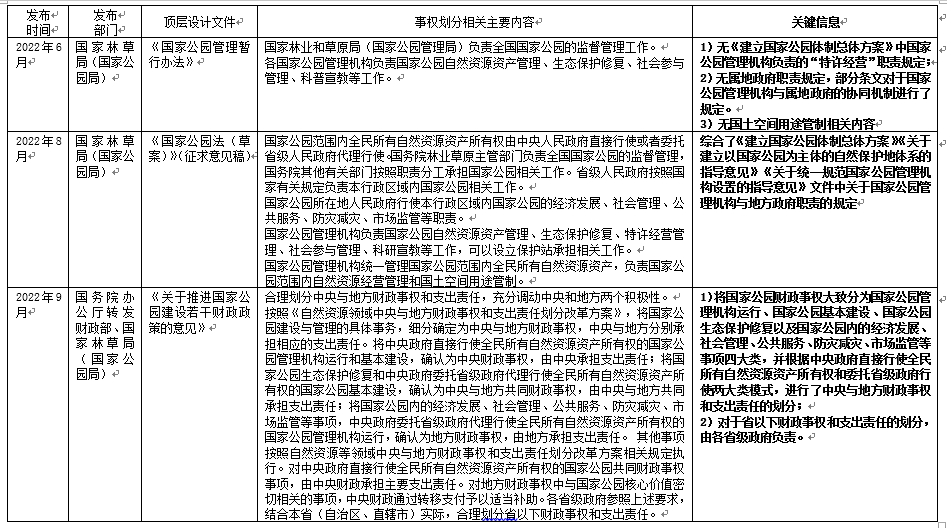 发布时间
发布部门
顶层设计文件
事权划分相关主要内容
关键信息
2022年6
月
国家林草
局（国家公
园局）
《国家公园管理暂
行办法》
国家林业和草原局（国家公园管理局）负责全国国家公园的监督管理工作。
各国家公园管理机构负责国家公园自然资源资产管理、生态保护修复、社会参与
管理、科普宣教等工作。
1）无《建立国家公园体制总体方案》中国家
公园管理机构负责的“特许经营”职责规定；
2）无属地政府职责规定，部分条文对于国家
公园管理机构与属地政府的协同机制进行了
规定。
3）无国土空间用途管制相关内容
2022年8
月
国家林草
局（国家公
园局）
《国家公园法（草
案）》（征求意见稿）
国家公园范围内全民所有自然资源资产所有权由中央人民政府直接行使或者委托
省级人民政府代理行使。国务院林业草原主管部门负责全国国家公园的监督管理，
国务院其他有关部门按照职责分工承担国家公园相关工作。省级人民政府按照国
家有关规定负责本行政区域内国家公园相关工作。
国家公园所在地人民政府行使本行政区域内国家公园的经济发展、社会管理、公
共服务、防灾减灾、市场监管等职责。
国家公园管理机构负责国家公园自然资源资产管理、生态保护修复、特许经营管
理、社会参与管理、科研宣教等工作，可以设立保护站承担相关工作。
国家公园管理机构统一管理国家公园范围内全民所有自然资源资产，负责国家公
园范围内自然资源经营管理和国土空间用途管制。
综合了《建立国家公园体制总体方案》《关于
建立以国家公园为主体的自然保护地体系的
指导意见》《关于统一规范国家公园管理机
构设置的指导意见》文件中关于国家公园管
理机构与地方政府职责的规定
2022年9
月
国务院办
公厅转发
财政部、国
家林草局
（国家公
园局）
《关于推进国家公
园建设若干财政政
策的意见》
合理划分中央与地方财政事权和支出责任，充分调动中央和地方两个积极性。
按照《自然资源领域中央与地方财政事权和支出责任划分改革方案》，将国家公
园建设与管理的具体事务，细分确定为中央与地方财政事权，中央与地方分别承
担相应的支出责任。将中央政府直接行使全民所有自然资源资产所有权的国家公
园管理机构运行和基本建设，确认为中央财政事权，由中央承担支出责任；将国
家公园生态保护修复和中央政府委托省级政府代理行使全民所有自然资源资产所
有权的国家公园基本建设，确认为中央与地方共同财政事权，由中央与地方共同
承担支出责任；将国家公园内的经济发展、社会管理、公共服务、防灾减灾、市
场监管等事项，中央政府委托省级政府代理行使全民所有自然资源资产所有权的
国家公园管理机构运行，确认为地方财政事权，由地方承担支出责任。 其他事项
按照自然资源等领域中央与地方财政事权和支出责任划分改革方案相关规定执
行。对中央政府直接行使全民所有自然资源资产所有权的国家公园共同财政事权
事项，由中央财政承担主要支出责任。对地方财政事权中与国家公园核心价值密
切相关的事项，中央财政通过转移支付予以适当补助。各省级政府参照上述要求，
结合本省（自治区、直辖市）实际，合理划分省以下财政事权和支出责任。
1）将国家公园财政事权大致分为国家公园管
理机构运行、国家公园基本建设、国家公园
生态保护修复以及国家公园内的经济发展、
社会管理、公共服务、防灾减灾、市场监管等
事项四大类，并根据中央政府直接行使全民
所有自然资源资产所有权和委托省级政府行
使两大类模式，进行了中央与地方财政事权
和支出责任的划分；
2）对于省以下财政事权和支出责任的划分，
由各省级政府负责。